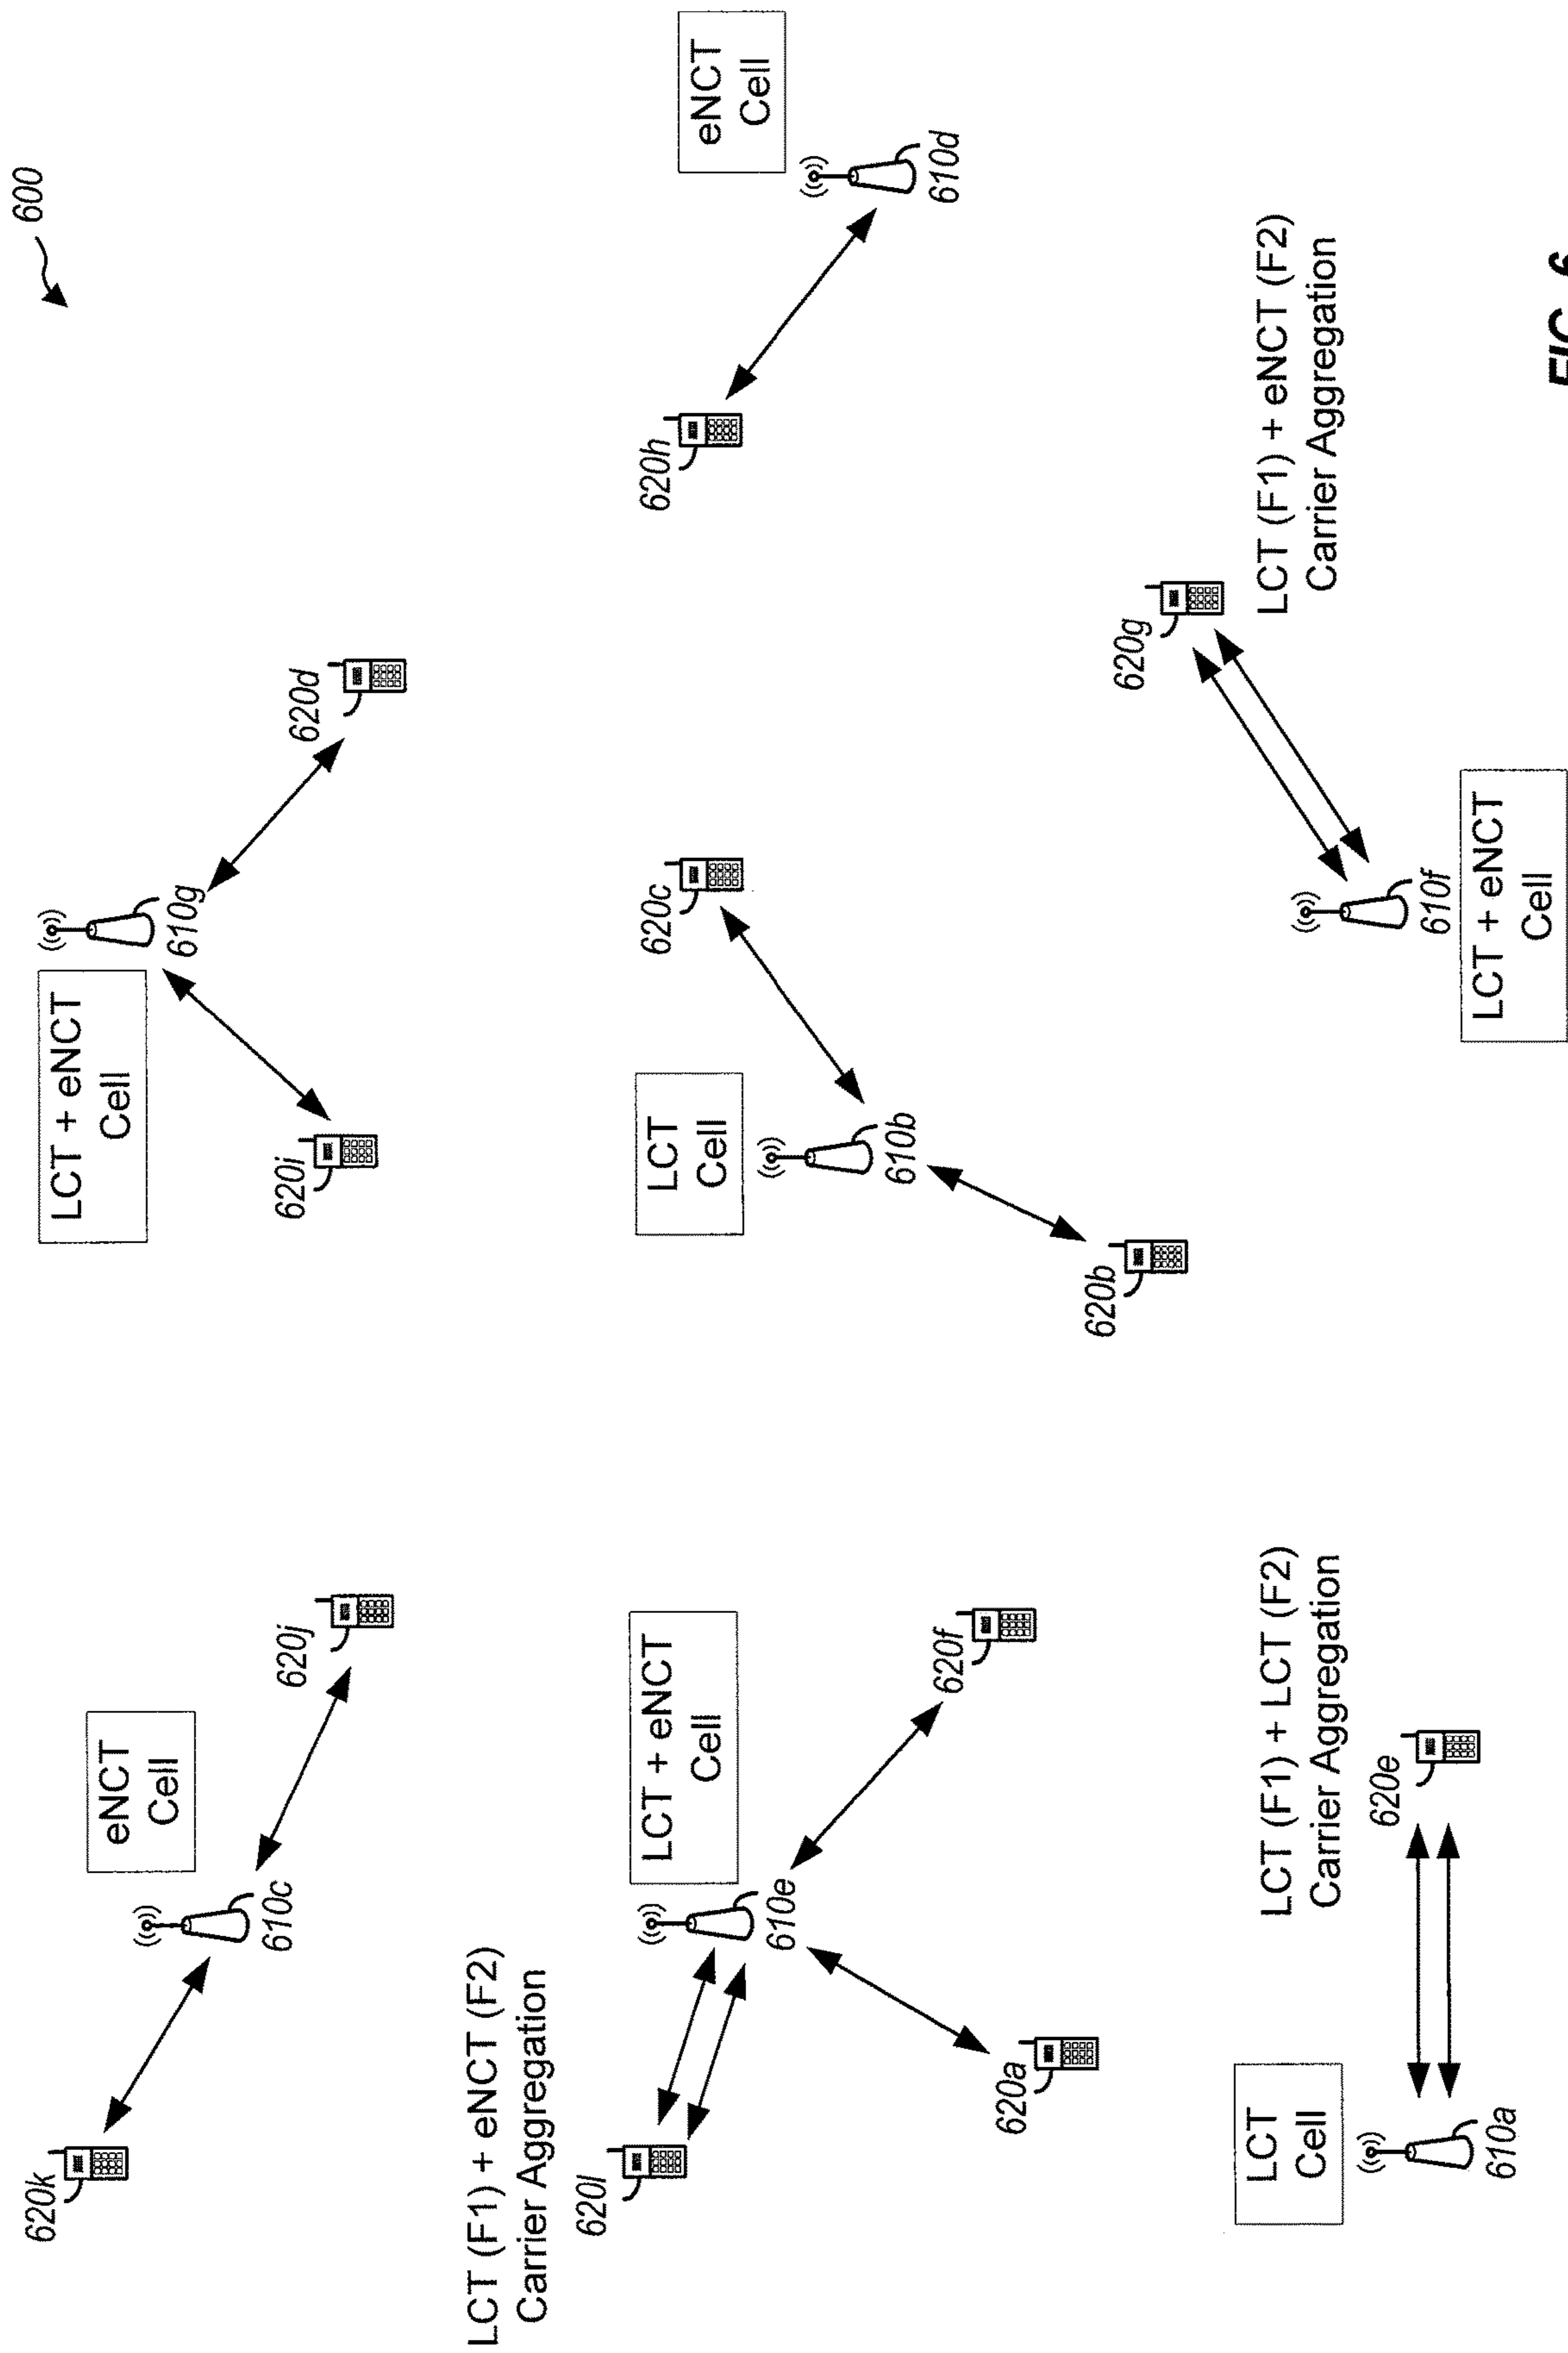 600
620k
610c
eNCT
Cell
620j
LCT + eNCT
Cell
610g
620i
620d
LCT (F1) + eNCT (F2)
Carrier Aggregation
620l
610e
LCT + eNCT
Cell
620a
620f
LCT
Cell
610b
620b
620c
620h
eNCT
Cell
610d
LCT
Cell
610a
620e
LCT (F1) + LCT (F2)
Carrier Aggregation
610f
LCT + eNCT
Cell
620g
LCT (F1) + eNCT (F2)
Carrier Aggregation
FIG. 6